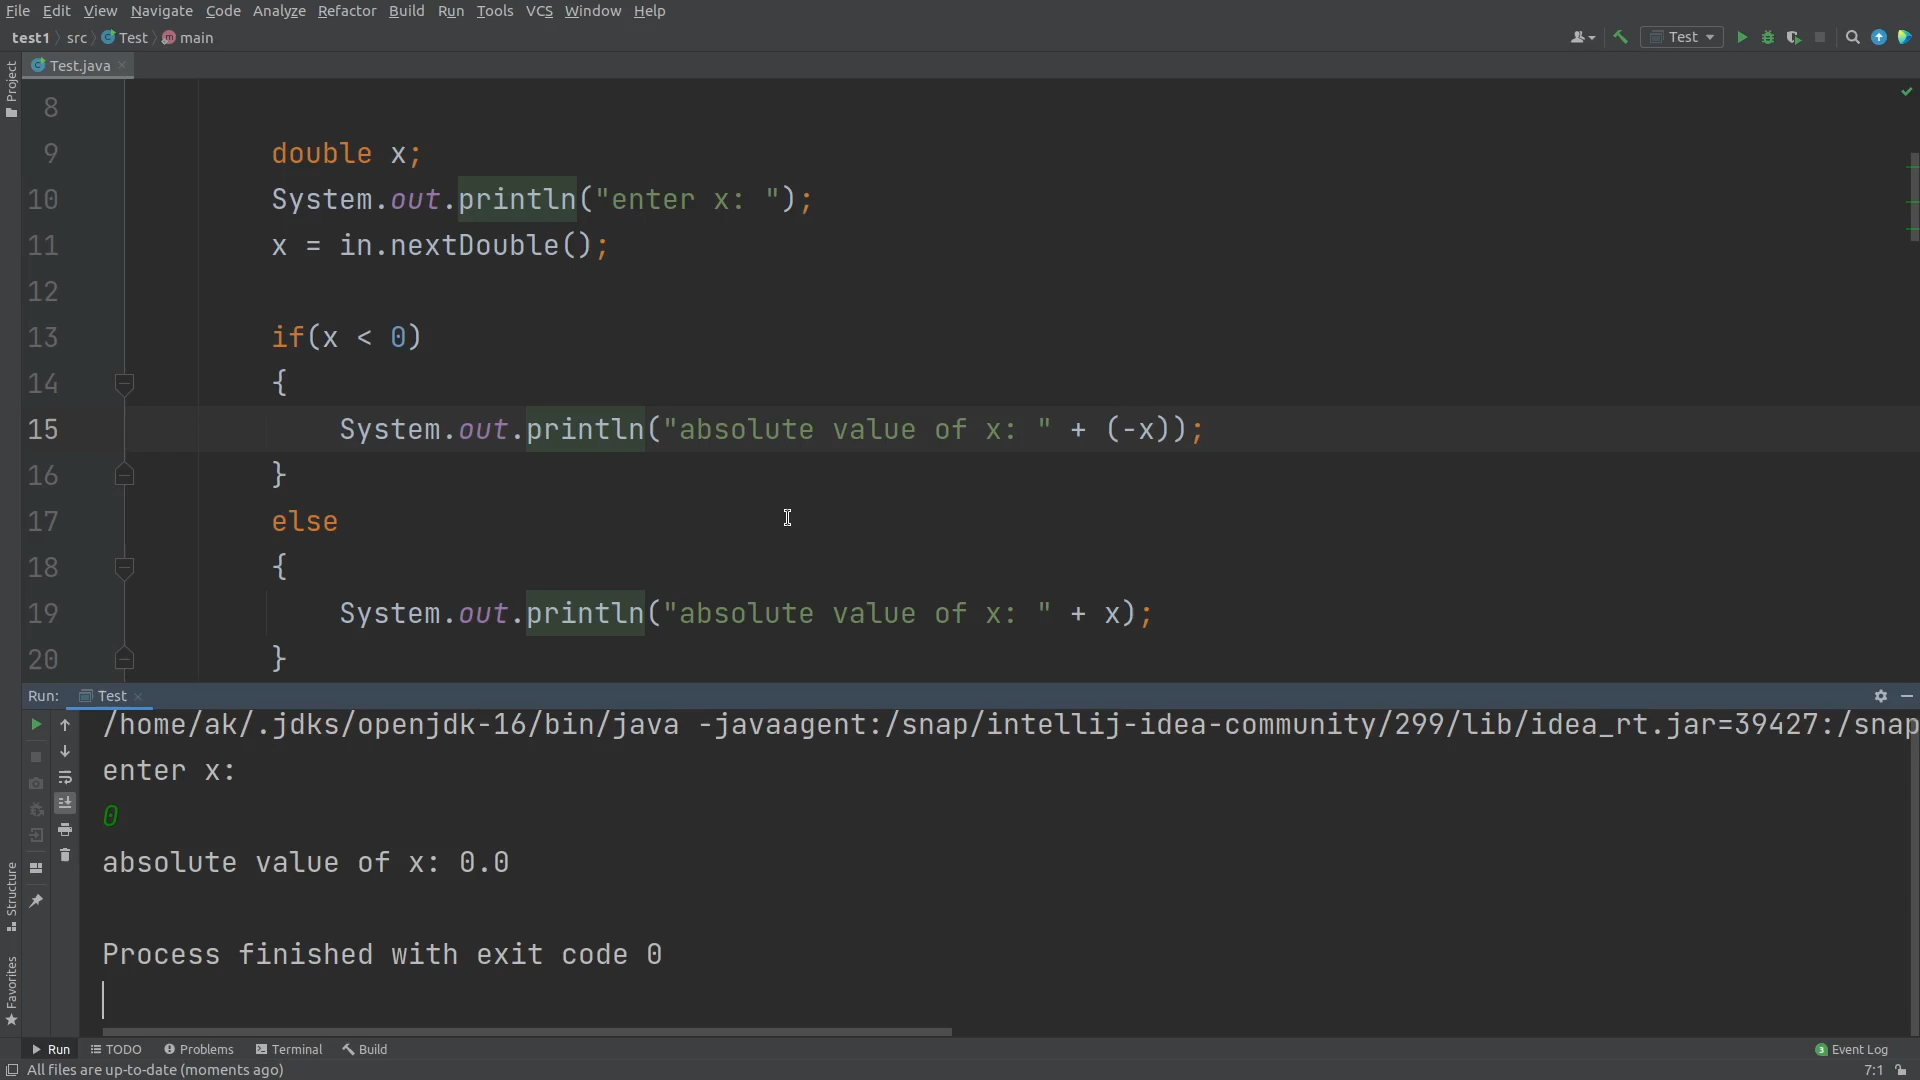 File Edit View Navigate Code Analyze Refactor Build Run Tools VCS Window Help
test1 src Test main
Test
Test.java
Project
8
9 double x;
10 System.out.println("enter x: ");
11 x = in.nextDouble();
12
13 if(x < 0)
14 {
15 System.out.println("absolute value of x: " + (-x));
16 }
17 else
18 {
19 System.out.println("absolute value of x: " + x);
20 }
Run: Test
/home/ak/.jdks/openjdk-16/bin/java -javaagent:/snap/intellij-idea-community/299/lib/idea_rt.jar=39427:/snap
enter x:
0
absolute value of x: 0.0
Process finished with exit code 0
Structure
Favorites
Run TODO Problems Terminal Build 3 Event Log
All files are up-to-date (moments ago) 7:1